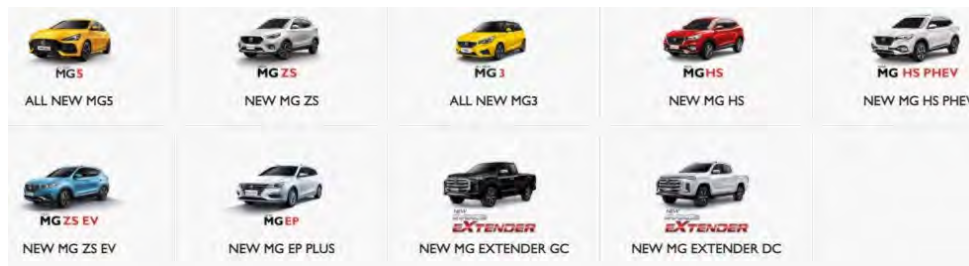 MG5
MG ZS
MG3
MG HS
MG HS PHEV
ALL NEW MG5
NEW MG ZS
ALL NEW MG3
NEW MG HS
NEW MG HS PHEV
MG ZS EV
MG EP
EXTENDER
EXTENDER
NEW MG ZS EV
NEW MG EP PLUS
NEW MG EXTENDER GC
NEW MG EXTENDER DC